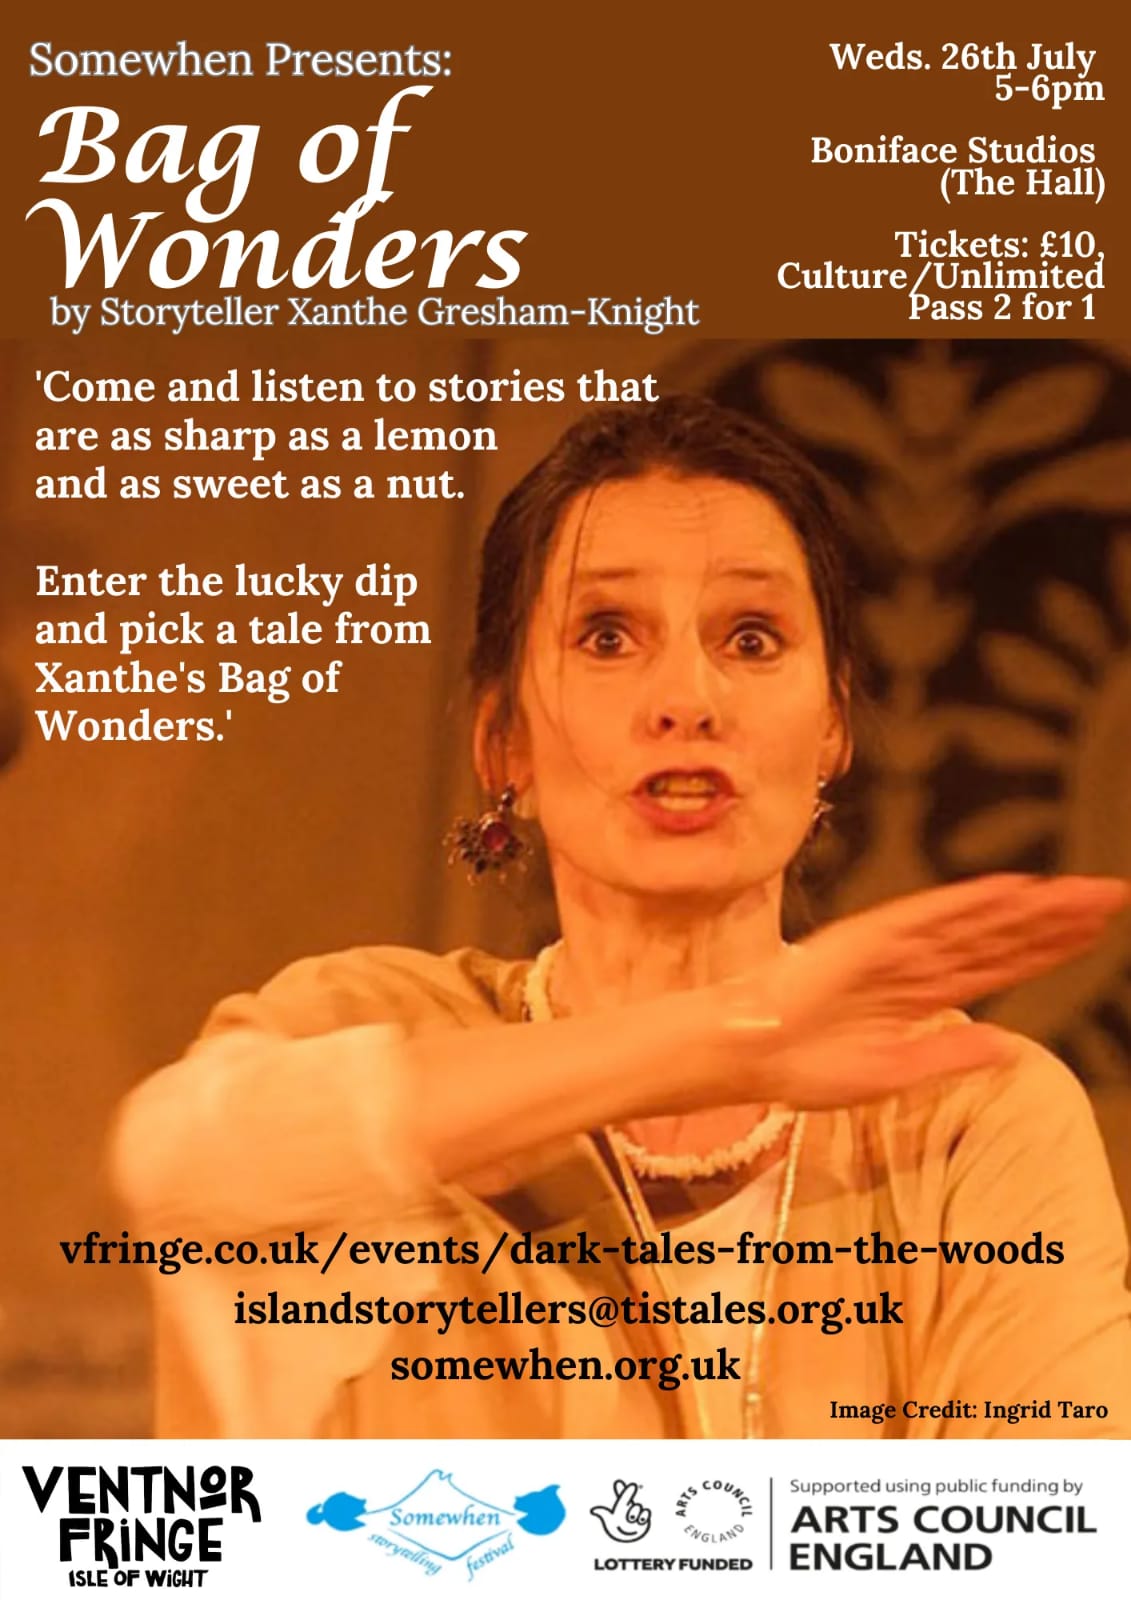 Somewhen Presents:
Bag of
Wonders
by Storyteller Xanthe Gresham-Knight
Weds. 26th July
5-6pm
Boniface Studios
(The Hall)
Tickets: £10,
Culture/Unlimited
Pass 2 for 1
'Come and listen to stories that
are as sharp as a lemon
and as sweet as a nut.
Enter the lucky dip
and pick a tale from
Xanthe's Bag of
Wonders.'
vfringe.co.uk/events/dark-tales-from-the-woods
islandstorytellers@tistales.org.uk
somewhen.org.uk
Image Credit: Ingrid Taro
VENTNOR
FRiNGE
ISLE OF WiGHT
Somewhen
storytelling
festival
ARTS COUNCIL
ENGLAND
LOTTERY FUNDED
Supported using public funding by
ARTS COUNCIL
ENGLAND